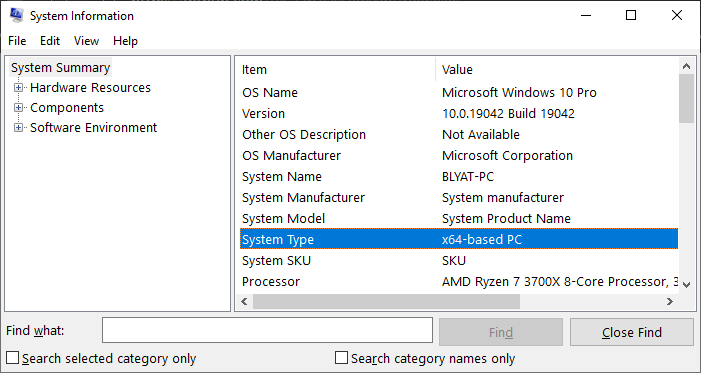 System Information
File Edit View Help
System Summary
Hardware Resources
Components
Software Environment
Item Value
OS Name Microsoft Windows 10 Pro
Version 10.0.19042 Build 19042
Other OS Description Not Available
OS Manufacturer Microsoft Corporation
System Name BLYAT-PC
System Manufacturer System manufacturer
System Model System Product Name
System Type x64-based PC
System SKU SKU
Processor AMD Ryzen 7 3700X 8-Core Processor, 3
Find what: Find Close Find
Search selected category only Search category names only